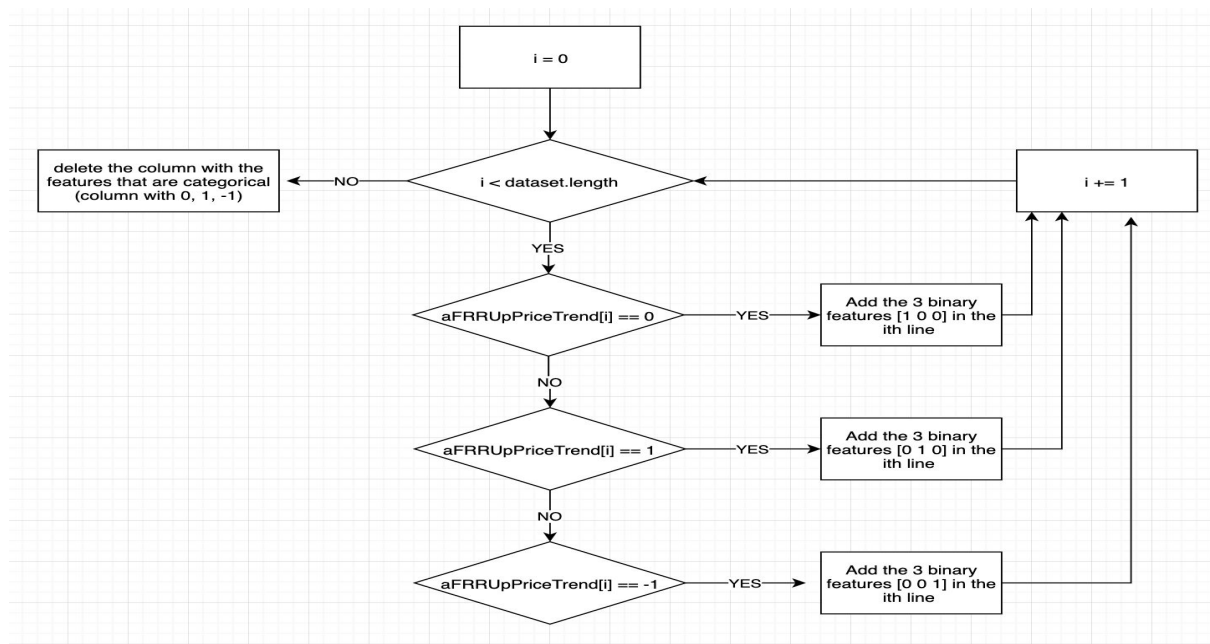 i = 0
delete the column with the
features that are categorical
(column with 0, 1, -1)
NO
i < dataset.length
i += 1
YES
aFRRUpPriceTrend[i] == 0
YES
Add the 3 binary
features [1 0 0] in the
ith line
NO
aFRRUpPriceTrend[i] == 1
YES
Add the 3 binary
features [0 1 0] in the
ith line
NO
aFRRUpPriceTrend[i] == -1
YES
Add the 3 binary
features [0 0 1] in the
ith line